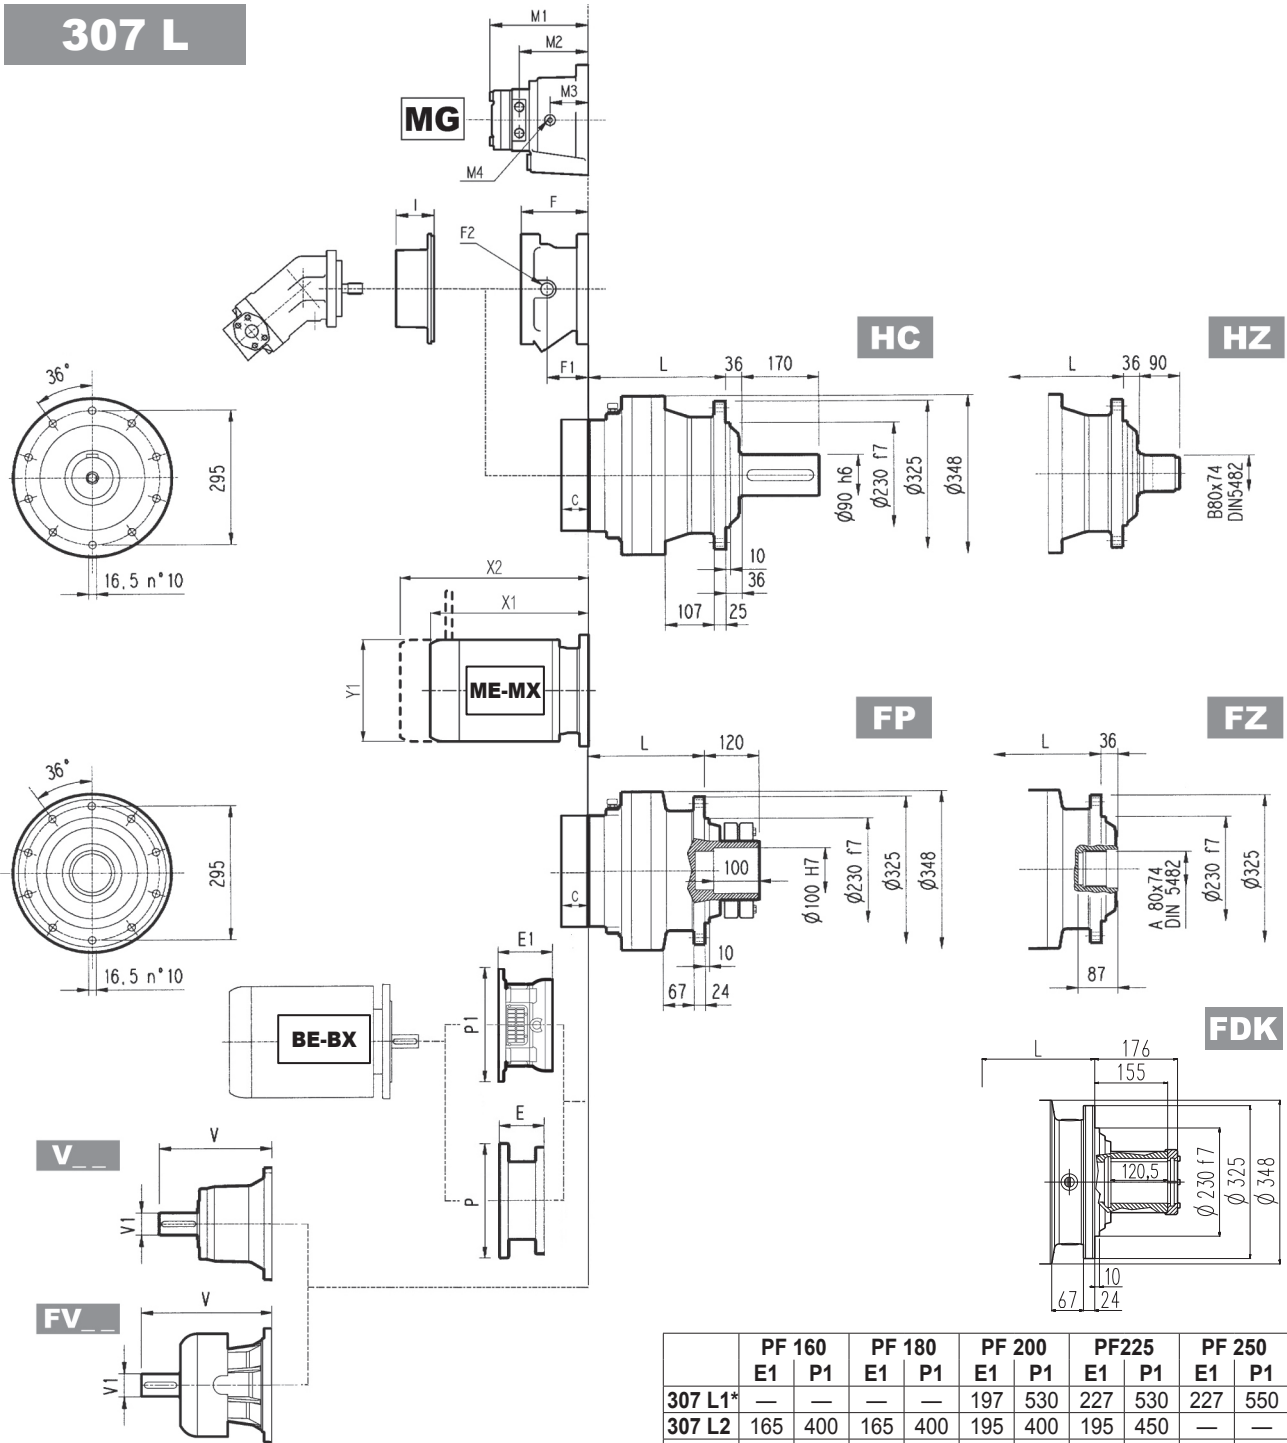 307 L
M1
M2
M3
MG
M4
F
I
F2
HC
HZ
F1
L 36 170
L 36 90
36°
295
16,5 n°10
C
Ø90 h6
Ø230 f7
Ø325
Ø348
B80x74
DIN5482
10
36
107 25
X2
X1
Y1
ME-MX
FP
FZ
L 120
L 36
36°
295
16,5 n°10
C
100
Ø100 H7
Ø230 f7
Ø325
Ø348
A 80x74
DIN 5482
Ø230 f7
Ø325
10
67 24
87
E1
P1
BE-BX
FDK
L 176
155
120,5
Ø 230 f7
Ø 325
Ø 348
10
67 24
E
P
V_ _
V
V1
FV_ _
V
V1
PF 160 PF 180 PF 200 PF225 PF 250
E1 P1 E1 P1 E1 P1 E1 P1 E1 P1
307 L1* — — — — 197 530 227 530 227 550
307 L2 165 400 165 400 195 400 195 450 — —